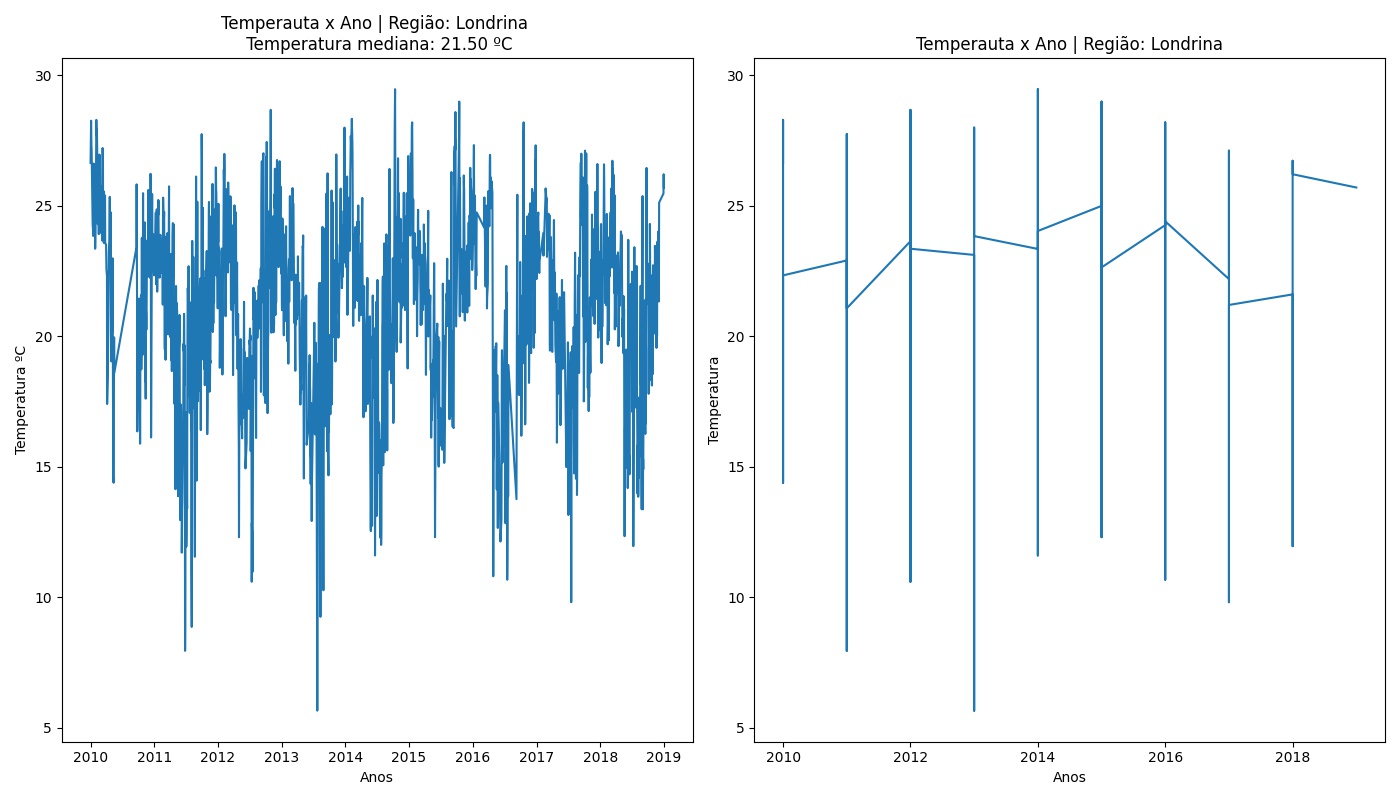 Temperauta x Ano | Região: Londrina
Temperatura mediana: 21.50 ºC
Temperatura ºC
30
25
20
15
10
5
2010 2011 2012 2013 2014 2015 2016 2017 2018 2019
Anos
Temperauta x Ano | Região: Londrina
Temperatura
30
25
20
15
10
5
2010 2012 2014 2016 2018
Anos